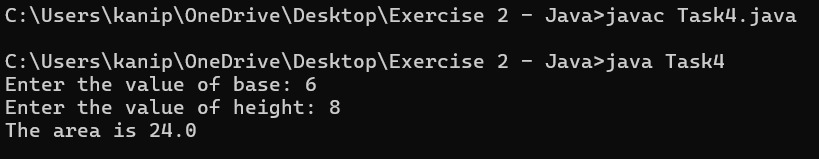 C:\Users\kanip\OneDrive\Desktop\Exercise 2 - Java>javac Task4.java
C:\Users\kanip\OneDrive\Desktop\Exercise 2 - Java>java Task4
Enter the value of base: 6
Enter the value of height: 8
The area is 24.0